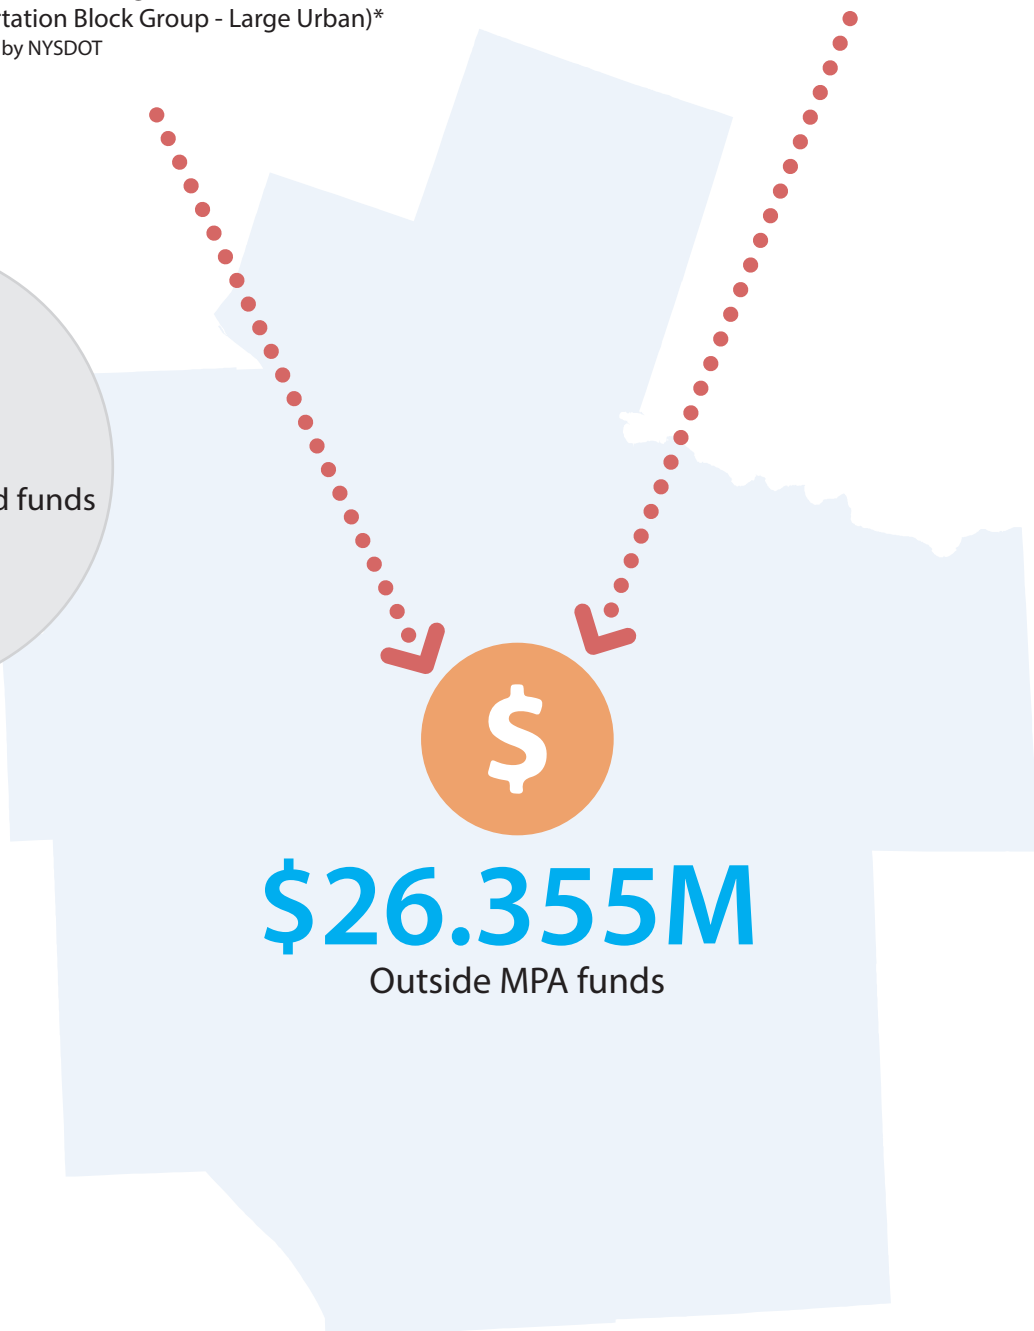 tation Block Group - Large Urban)*
by NYSDOT
d funds
$
$26.355M
Outside MPA funds